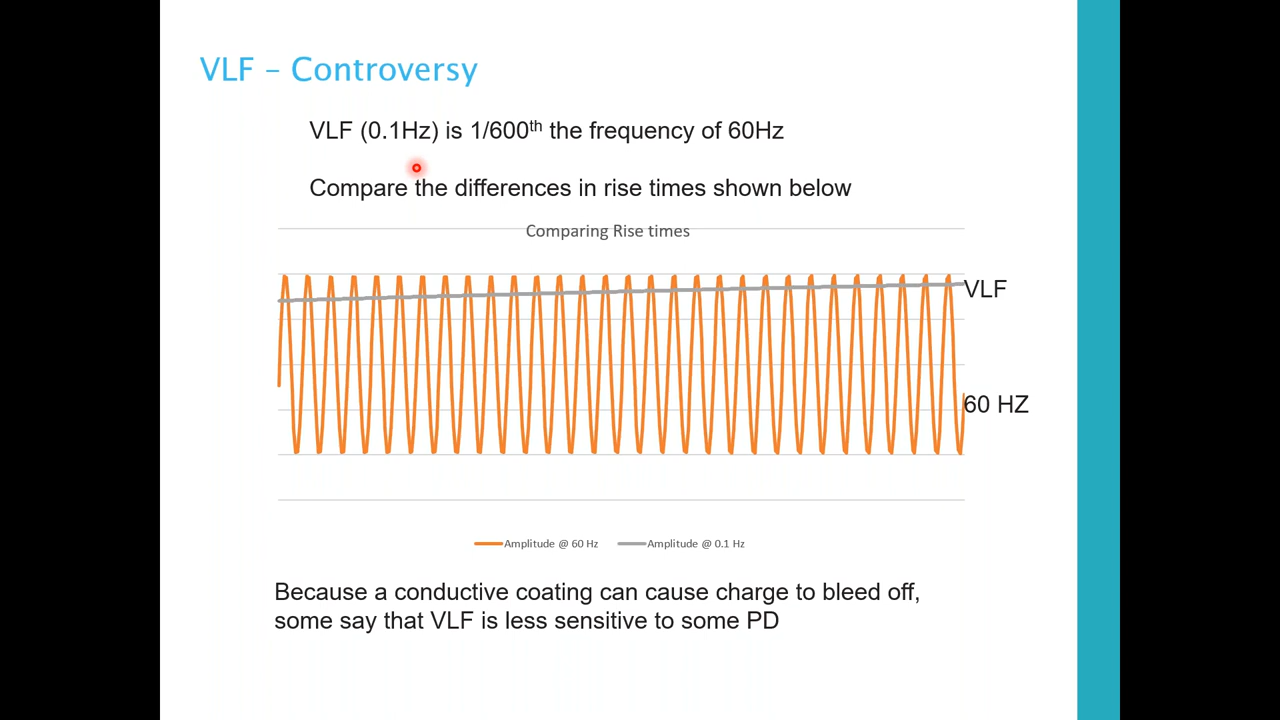 VLF – Controversy
VLF (0.1Hz) is 1/600th the frequency of 60Hz
Compare the differences in rise times shown below
Comparing Rise times
VLF
60 HZ
Amplitude @ 60 Hz Amplitude @ 0.1 Hz
Because a conductive coating can cause charge to bleed off,
some say that VLF is less sensitive to some PD